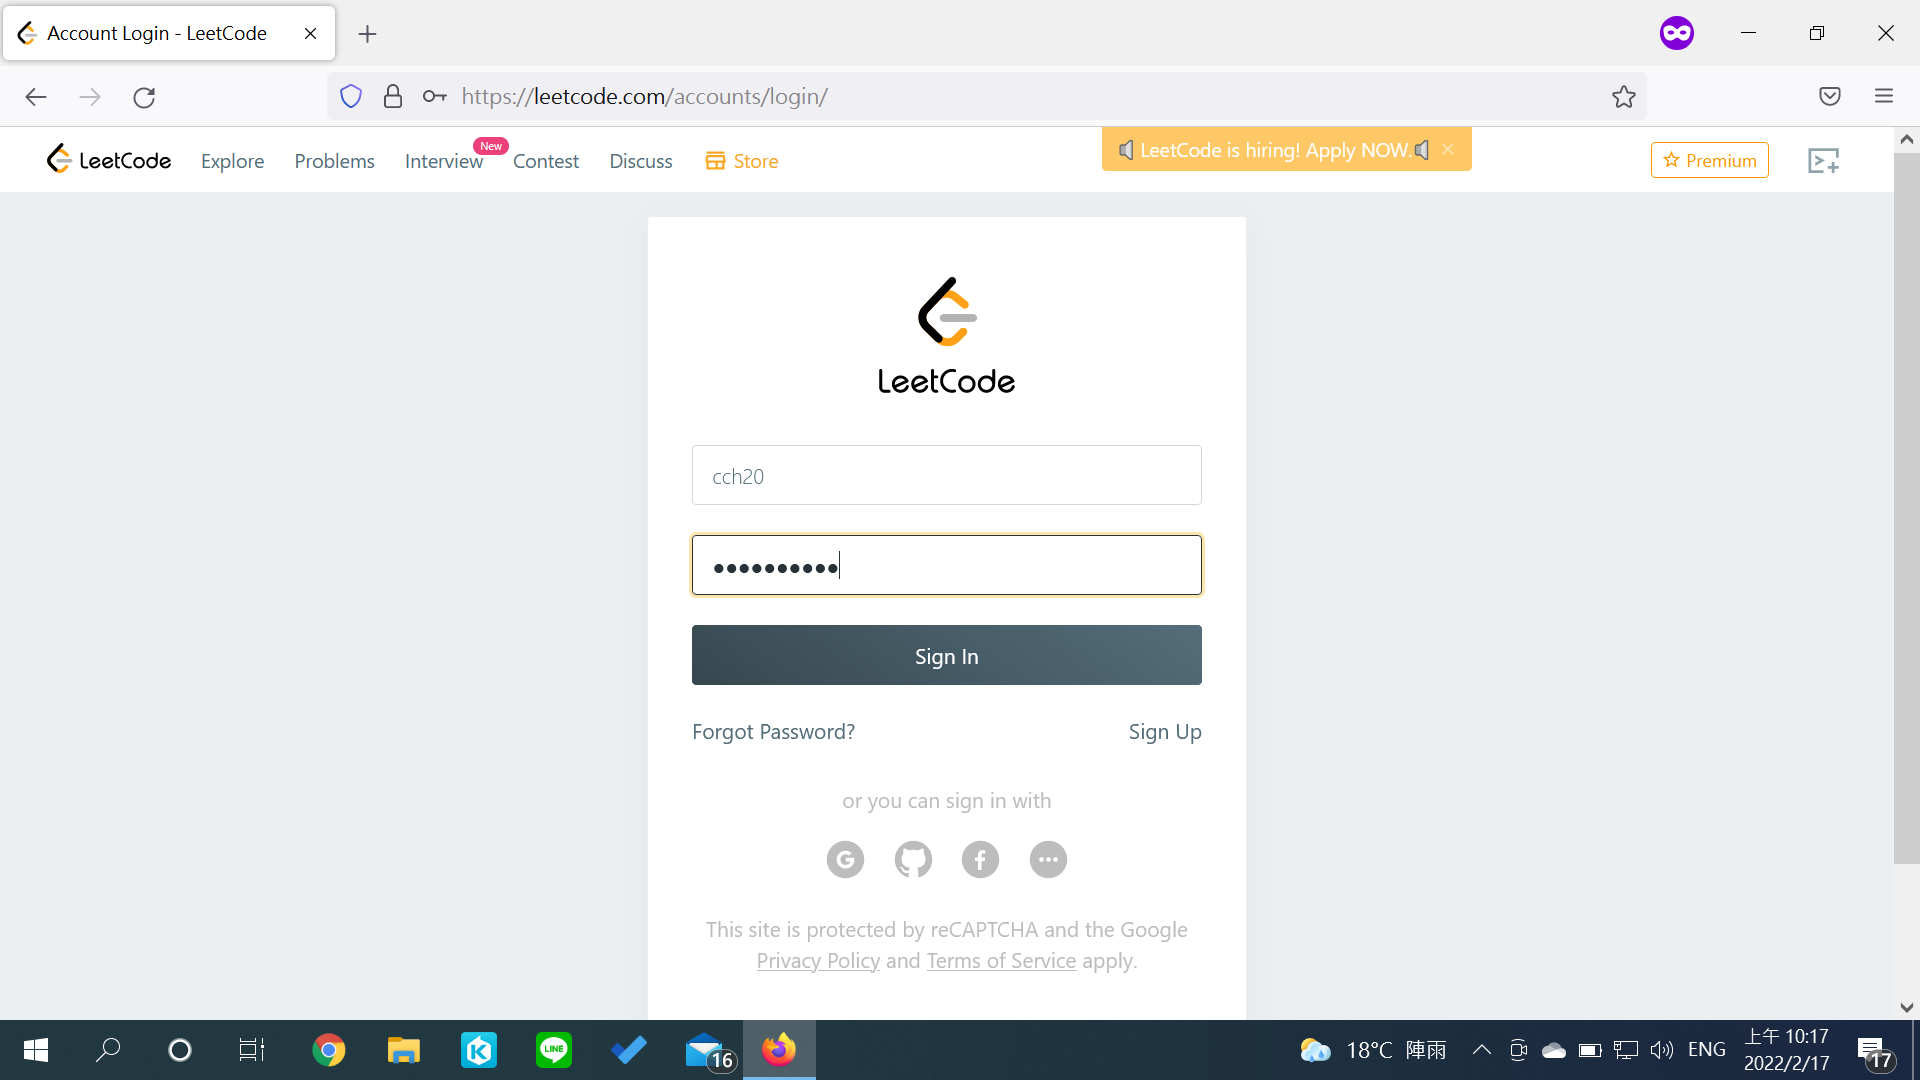 Account Login - LeetCode
https://leetcode.com/accounts/login/
LeetCode Explore Problems Interview New Contest Discuss Store LeetCode is hiring! Apply NOW. Premium
LeetCode
cch20
Sign In
Forgot Password? Sign Up
or you can sign in with
This site is protected by reCAPTCHA and the Google
Privacy Policy and Terms of Service apply.
LINE 16 18°C 陣雨 ENG 上午 10:17
2022/2/17 17